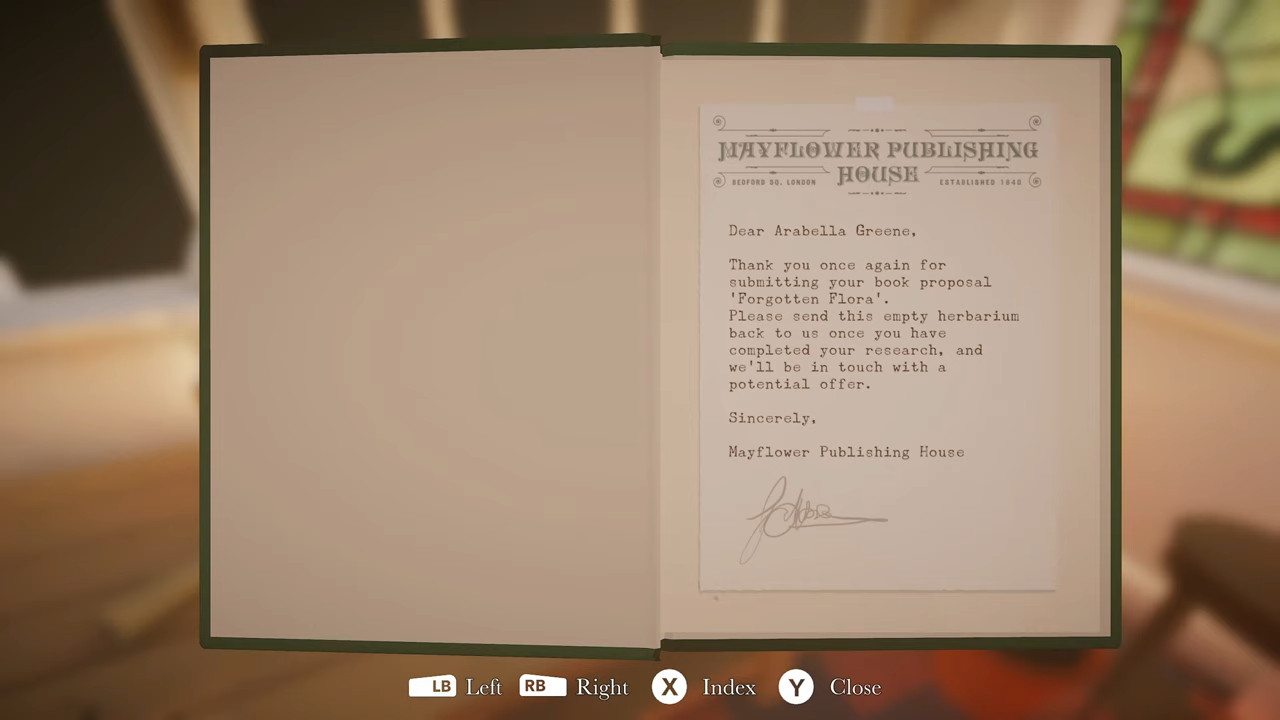 MAYFLOWER PUBLISHING
HOUSE
BEDFORD SQ. LONDON
ESTABLISHED 1840
Dear Arabella Greene,
Thank you once again for
submitting your book proposal
'Forgotten Flora'.
Please send this empty herbarium
back to us once you have
completed your research, and
we'll be in touch with a
potential offer.
Sincerely,
Mayflower Publishing House
LB Left RB Right X Index Y Close